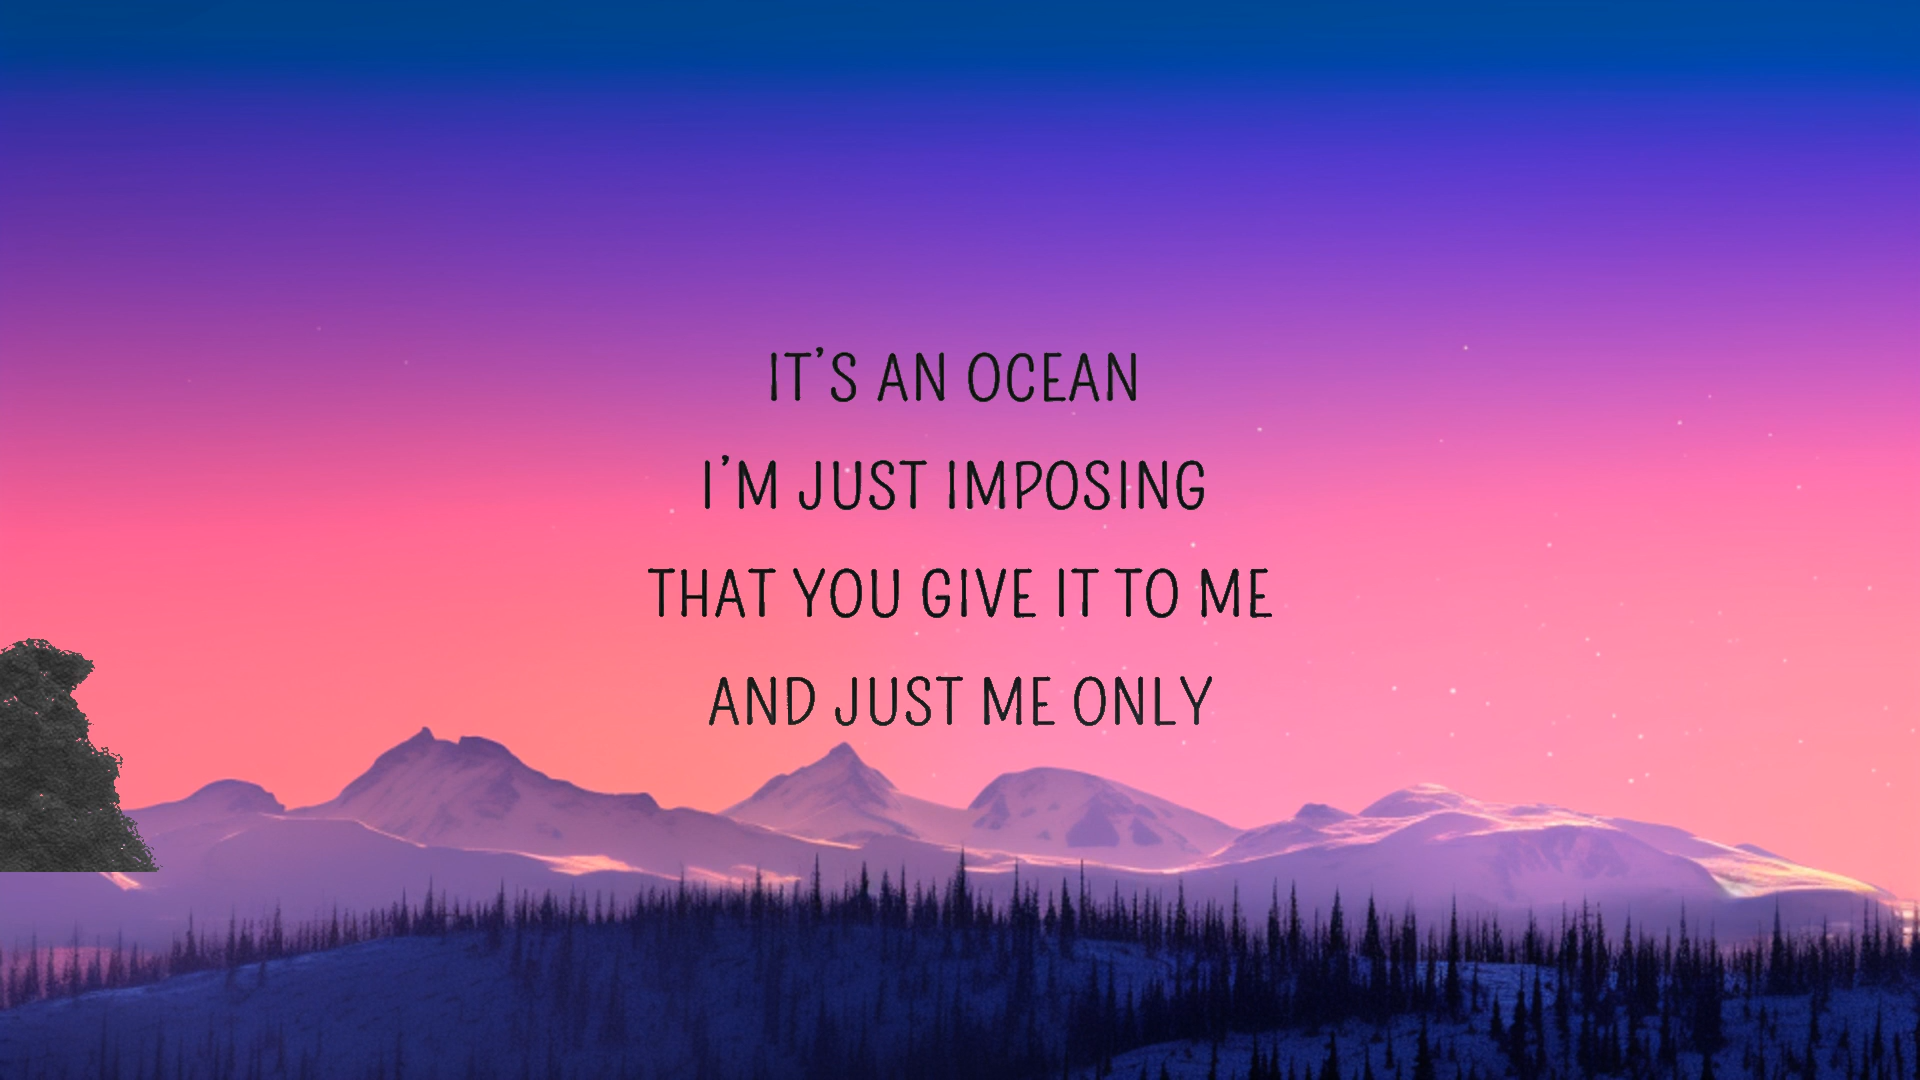 IT'S AN OCEAN
I'M JUST IMPOSING
THAT YOU GIVE IT TO ME
AND JUST ME ONLY